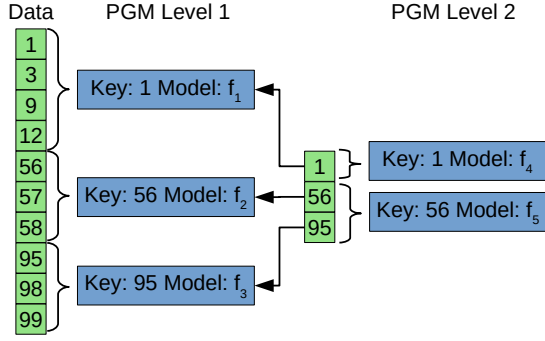 Data
PGM Level 1
PGM Level 2
1
3
9
12
56
57
58
95
98
99
Key: 1 Model: f₁
Key: 56 Model: f₂
Key: 95 Model: f₃
1
56
95
Key: 1 Model: f₄
Key: 56 Model: f₅